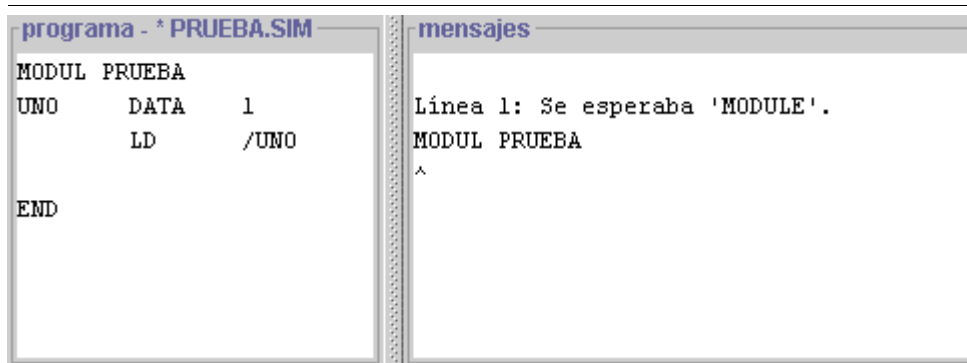 programa - * PRUEBA.SIM
MODUL PRUEBA
UNO DATA 1
LD /UNO
END
mensajes
Línea 1: Se esperaba 'MODULE'.
MODUL PRUEBA
^